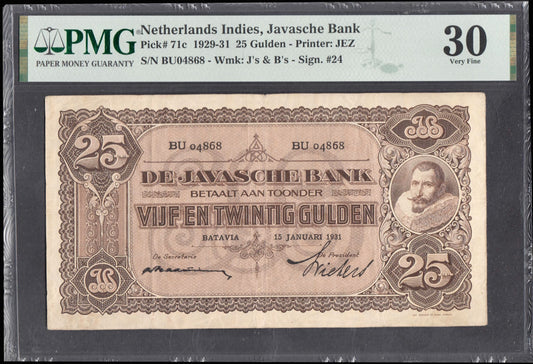 PMG
PAPER MONEY GUARANTY
Netherlands Indies, Javasche Bank
Pick# 71c 1929-31 25 Gulden - Printer: JEZ
S/N BU04868 - Wmk: J's & B's - Sign. #24
30
Very Fine
25
BU 04868 BU 04868
DE JAVASCHE BANK
BETAALT AAN TOONDER
VIJF EN TWINTIG GULDEN
BATAVIA 15 JANUARI 1931
De Secretaris De President
25